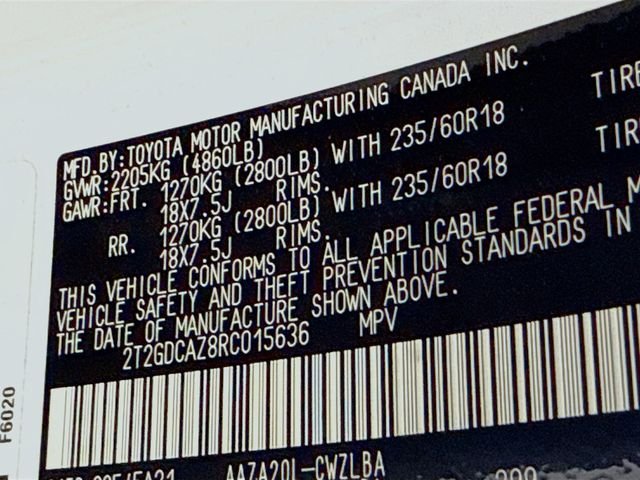 MFD.BY:TOYOTA MOTOR MANUFACTURING CANADA INC.
GVWR:2205KG (4860LB)
GAWR:FRT. 1270KG (2800LB) WITH 235/60R18 TIRE
18X7.5J RIMS.
RR. 1270KG (2800LB) WITH 235/60R18 TIRE
18X7.5J RIMS.
THIS VEHICLE CONFORMS TO ALL APPLICABLE FEDERAL M
VEHICLE SAFETY AND THEFT PREVENTION STANDARDS IN
THE DATE OF MANUFACTURE SHOWN ABOVE.
2T2GDCAZ8RC015636 MPV
AAZA20L-CWZLBA
F6020